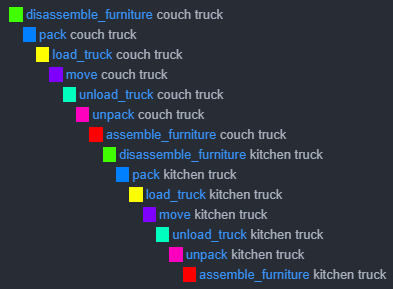 disassemble_furniture couch truck
pack couch truck
load_truck couch truck
move couch truck
unload_truck couch truck
unpack couch truck
assemble_furniture couch truck
disassemble_furniture kitchen truck
pack kitchen truck
load_truck kitchen truck
move kitchen truck
unload_truck kitchen truck
unpack kitchen truck
assemble_furniture kitchen truck